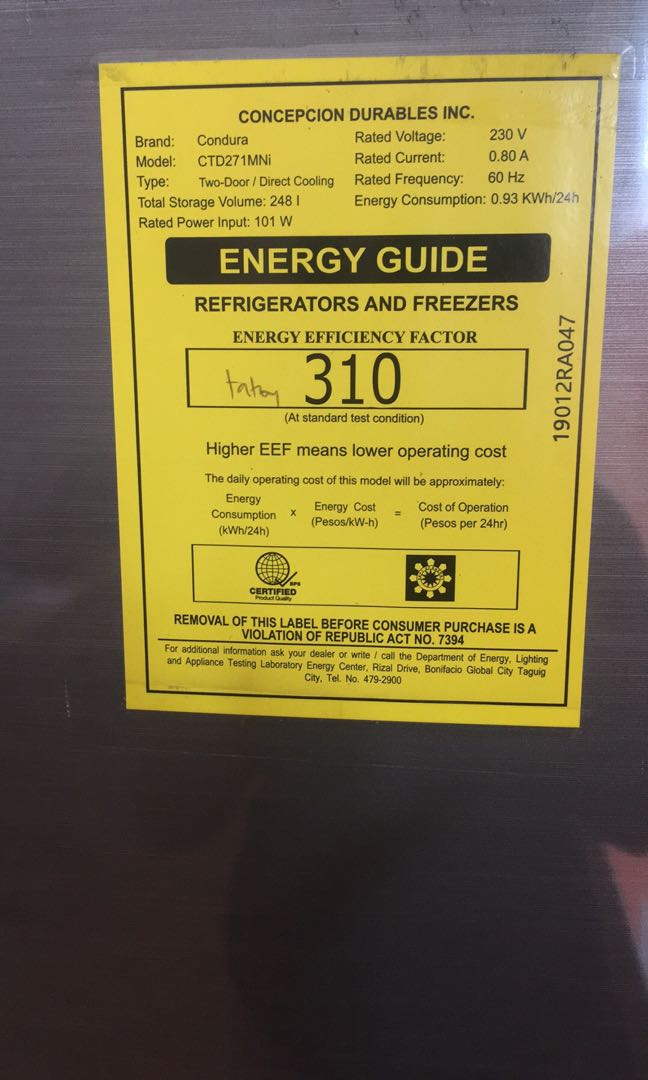 CONCEPCION DURABLES INC.
Brand: Condura
Rated Voltage: 230 V
Model: CTD271MNi
Rated Current: 0.80 A
Type: Two-Door / Direct Cooling
Rated Frequency: 60 Hz
Total Storage Volume: 248 l
Energy Consumption: 0.93 KWh/24h
Rated Power Input: 101 W
ENERGY GUIDE
REFRIGERATORS AND FREEZERS
ENERGY EFFICIENCY FACTOR
310
(At standard test condition)
19012RA047
Higher EEF means lower operating cost
The daily operating cost of this model will be approximately:
Energy Consumption (kWh/24h) x Energy Cost (Pesos/kW-h) = Cost of Operation (Pesos per 24hr)
BPS
CERTIFIED
Product Quality
REMOVAL OF THIS LABEL BEFORE CONSUMER PURCHASE IS A
VIOLATION OF REPUBLIC ACT NO. 7394
For additional information ask your dealer or write / call the Department of Energy, Lighting
and Appliance Testing Laboratory Energy Center, Rizal Drive, Bonifacio Global City Taguig
City, Tel. No. 479-2900